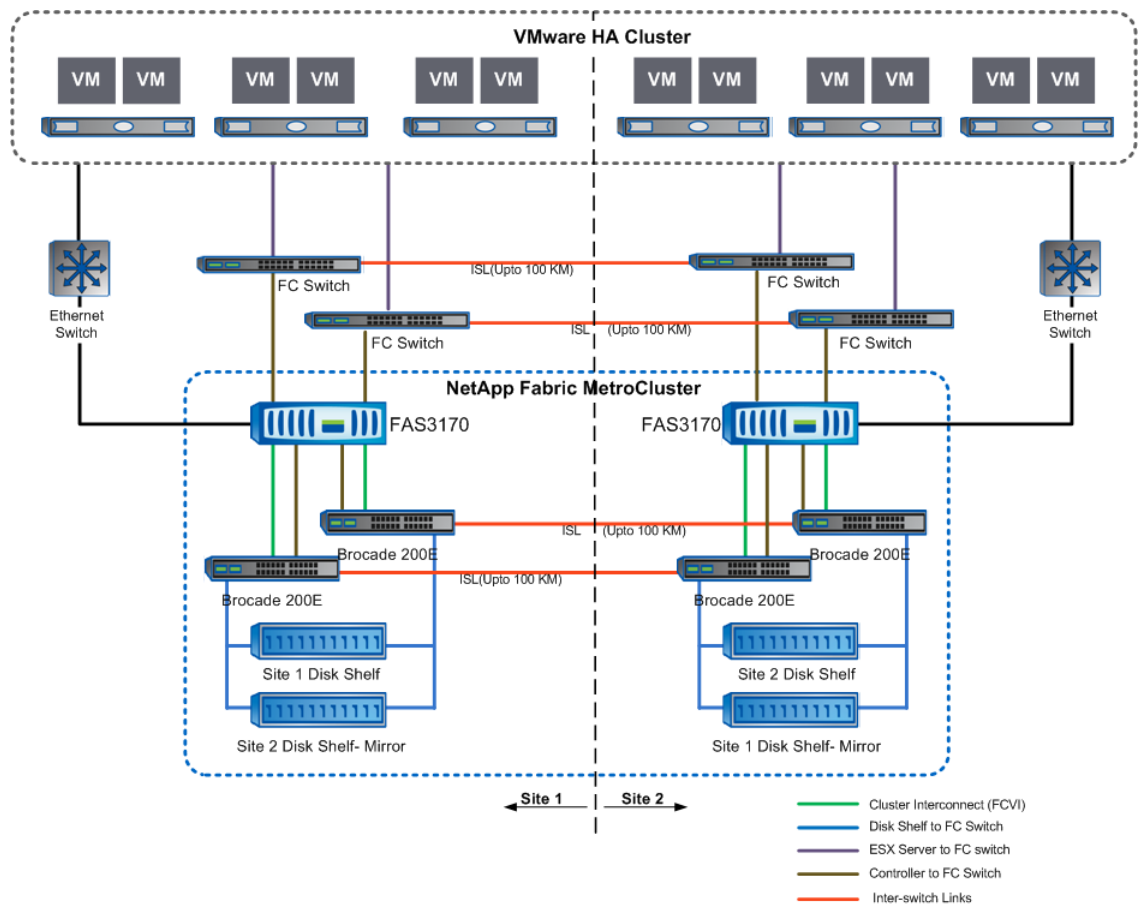 VMware HA Cluster
VM VM VM VM VM VM VM VM VM VM VM VM
ISL(Upto 100 KM)
FC Switch
FC Switch
Ethernet
Switch
Ethernet
Switch
ISL (Upto 100 KM)
FC Switch
FC Switch
NetApp Fabric MetroCluster
FAS3170
FAS3170
ISL (Upto 100 KM)
Brocade 200E
Brocade 200E
ISL(Upto 100 KM)
Brocade 200E
Brocade 200E
Site 1 Disk Shelf
Site 2 Disk Shelf
Site 2 Disk Shelf- Mirror
Site 1 Disk Shelf- Mirror
Site 1
Site 2
Cluster Interconnect (FCVI)
Disk Shelf to FC Switch
ESX Server to FC switch
Controller to FC Switch
Inter-switch Links